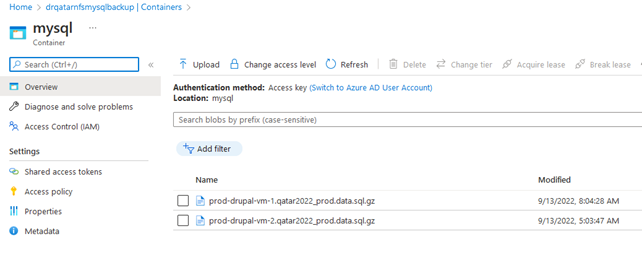 Home > drqatarnfsmysqlbackup | Containers >
mysql ...
Container
Search (Ctrl+/) «
Overview
Diagnose and solve problems
Access Control (IAM)
Settings
Shared access tokens
Access policy
Properties
Metadata
Upload Change access level Refresh Delete Change tier Acquire lease Break lease
Authentication method: Access key (Switch to Azure AD User Account)
Location: mysql
Search blobs by prefix (case-sensitive)
Add filter
Name Modified
prod-drupal-vm-1.qatar2022_prod.data.sql.gz 9/13/2022, 8:04:28 AM
prod-drupal-vm-2.qatar2022_prod.data.sql.gz 9/13/2022, 5:03:47 AM